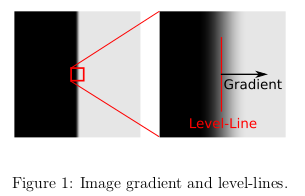 Gradient
Level-Line
Figure 1: Image gradient and level-lines.